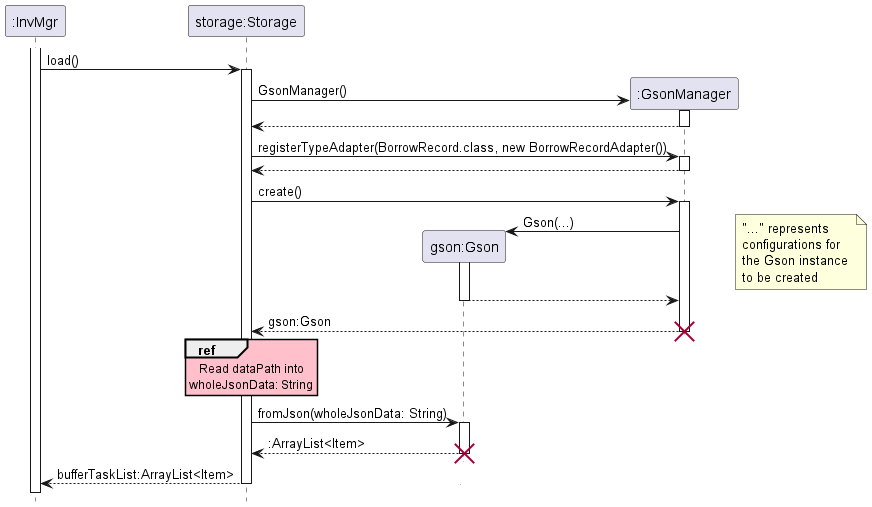 :InvMgr
storage:Storage
load()
GsonManager()
:GsonManager
registerTypeAdapter(BorrowRecord.class, new BorrowRecordAdapter())
create()
Gson(...)
"..." represents
configurations for
the Gson instance
to be created
gson:Gson
gson:Gson
ref
Read dataPath into
wholeJsonData: String
fromJson(wholeJsonData: String)
:ArrayList<Item>
bufferTaskList:ArrayList<Item>